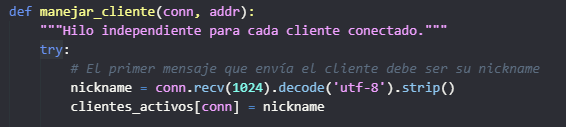 def manejar_cliente(conn, addr):
"""Hilo independiente para cada cliente conectado."""
try:
# El primer mensaje que envía el cliente debe ser su nickname
nickname = conn.recv(1024).decode('utf-8').strip()
clientes_activos[conn] = nickname